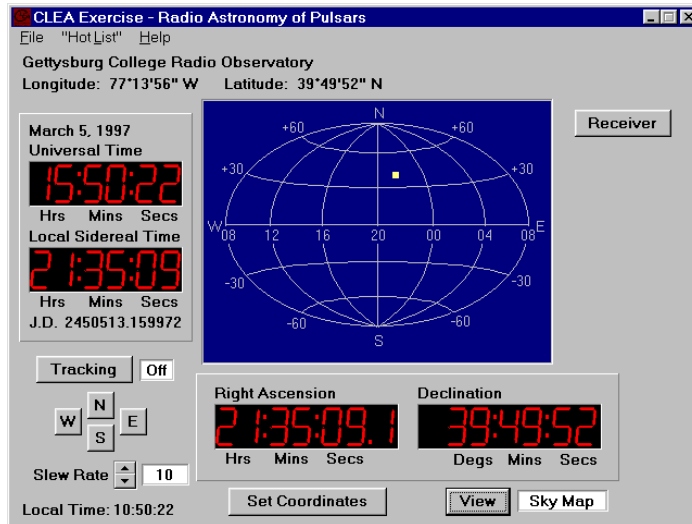 CLEA Exercise - Radio Astronomy of Pulsars
File "Hot List" Help
Gettysburg College Radio Observatory
Longitude: 77°13'56" W Latitude: 39°49'52" N
March 5, 1997
Universal Time
15:50:22
Hrs Mins Secs
Local Sidereal Time
21:35:09
Hrs Mins Secs
J.D. 2450513.159972
N
+60 +60
+30 +30
W 08 12 16 20 00 04 08 E
-30 -30
-60 -60
S
Receiver
Tracking Off
N
W E
S
Slew Rate 10
Local Time: 10:50:22
Right Ascension
21:35:09.1
Hrs Mins Secs
Declination
39:49:52
Degs Mins Secs
Set Coordinates
View Sky Map